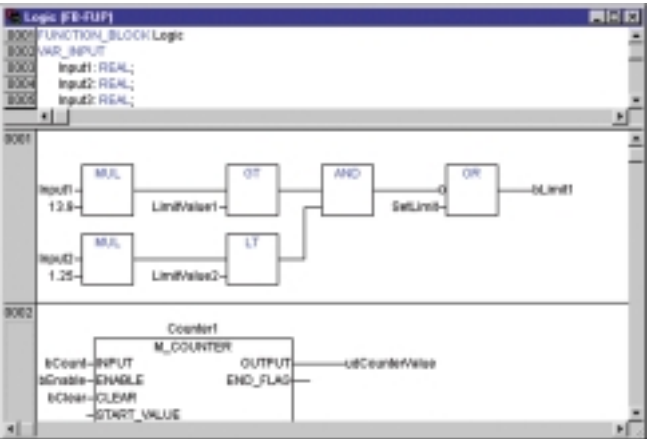 Logic (FB-FUP)
0001 FUNCTION_BLOCK Logic
0002 VAR_INPUT
0003 Input1: REAL;
0004 Input2: REAL;
0005 Input3: REAL;
0001
MUL GT AND OR
Input1
13.8 LimitValue1 SetLimit bLimit1
MUL LT
Input2
1.25 LimitValue2
0002
Counter1
M_COUNTER
bCount INPUT OUTPUT udCounterValue
bEnable ENABLE END_FLAG
bClear CLEAR
START_VALUE